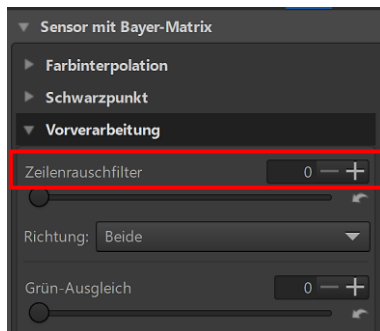 Sensor mit Bayer-Matrix
Farbinterpolation
Schwarzpunkt
Vorverarbeitung
Zeilenrauschfilter 0
Richtung: Beide
Grün-Ausgleich 0